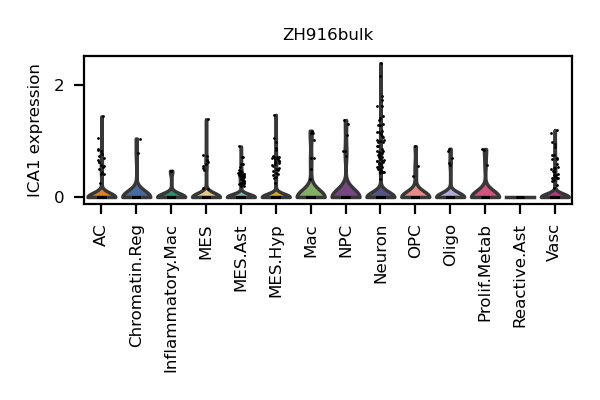 ZH916bulk
ICA1 expression
2
0
AC
Chromatin.Reg
Inflammatory.Mac
MES
MES.Ast
MES.Hyp
Mac
NPC
Neuron
OPC
Oligo
Prolif.Metab
Reactive.Ast
Vasc